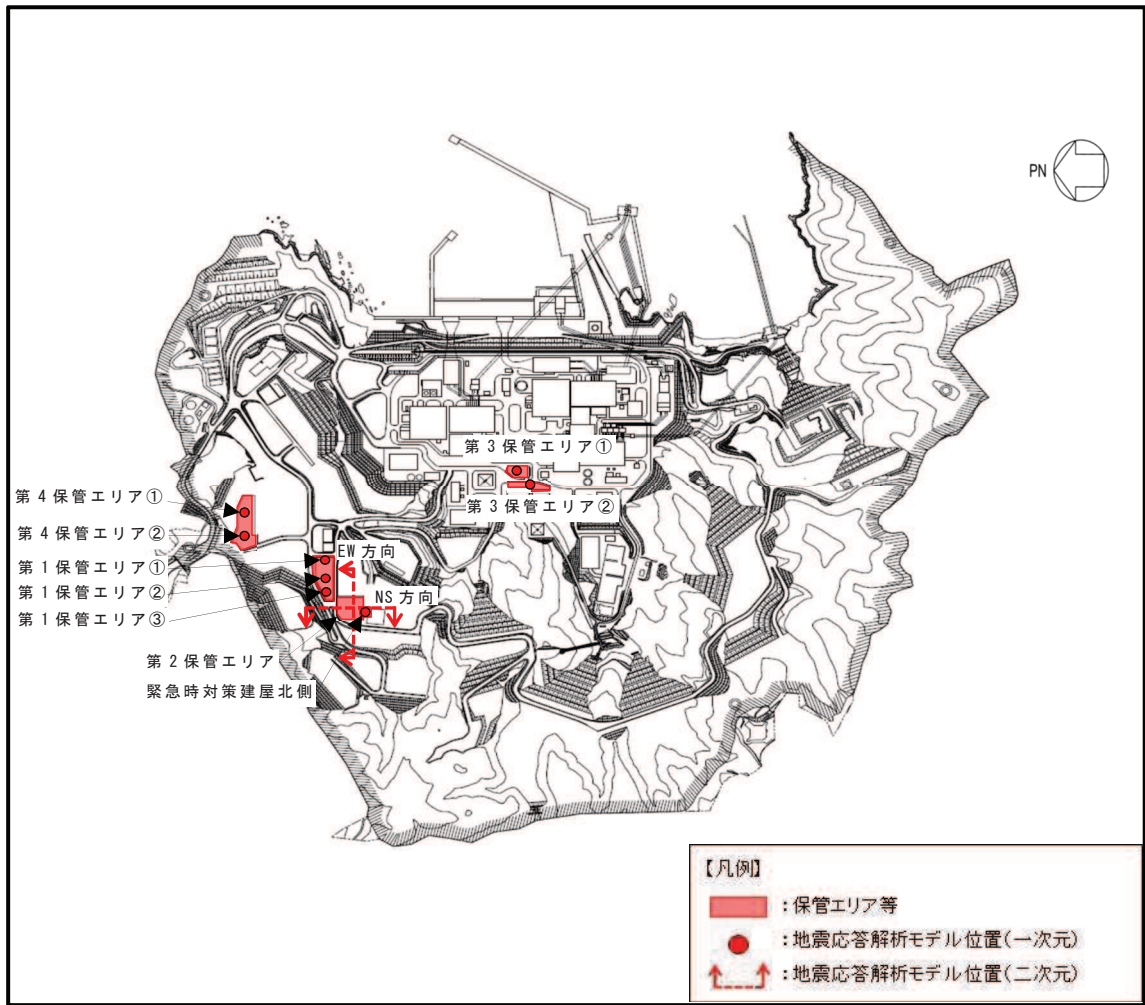 PN
第3保管エリア①
第3保管エリア②
第4保管エリア①
第4保管エリア②
第1保管エリア①
第1保管エリア②
第1保管エリア③
EW方向
NS方向
第2保管エリア
緊急時対策建屋北側
【凡例】
：保管エリア等
：地震応答解析モデル位置(一次元)
：地震応答解析モデル位置(二次元)